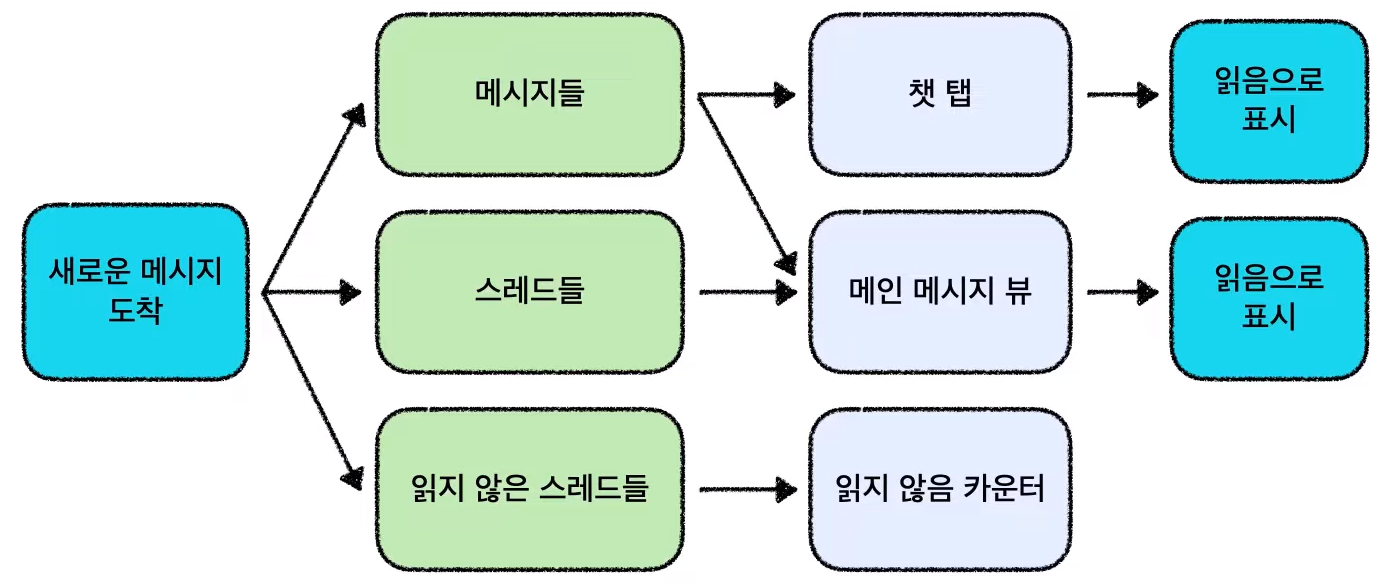 메시지들
챗 탭
읽음으로
표시
새로운 메시지
도착
스레드들
메인 메시지 뷰
읽음으로
표시
읽지 않은 스레드들
읽지 않음 카운터